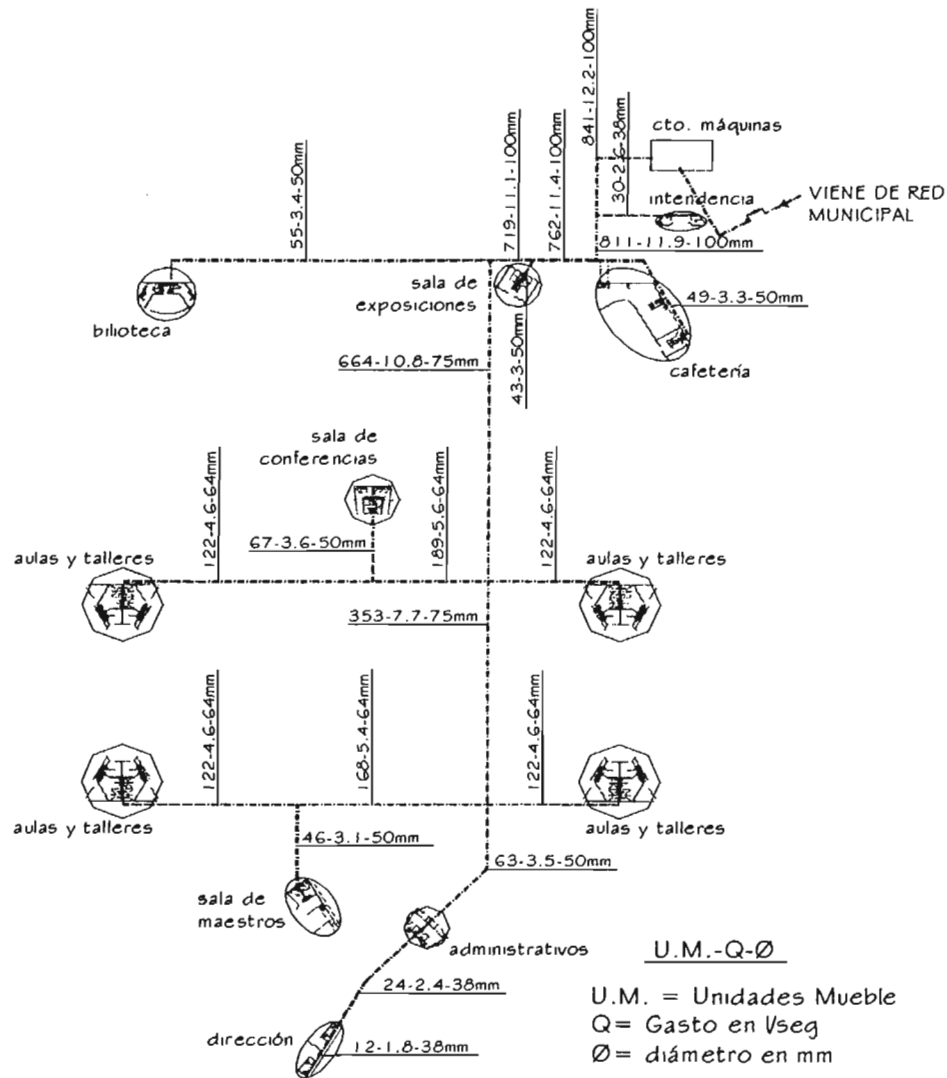 841-12.2-100mm
cto. máquinas
30-2.6-38mm
719-11.1-100mm
762-11.4-100mm
55-3.4-50mm
intendencia
VIENE DE RED
MUNICIPAL
811-11.9-100mm
sala de
exposiciones
bilioteca
49-3.3-50mm
43-3-50mm
664-10.8-75mm
cafetería
sala de
conferencias
122-4.6-64mm
67-3.6-50mm
189-5.6-64mm
122-4.6-64mm
aulas y talleres
aulas y talleres
353-7.7-75mm
122-4.6-64mm
168-5.4-64mm
122-4.6-64mm
aulas y talleres
aulas y talleres
46-3.1-50mm
63-3.5-50mm
sala de
maestros
administrativos
24-2.4-38mm
dirección
12-1.8-38mm
U.M.-Q-Ø
U.M. = Unidades Mueble
Q= Gasto en l/seg
Ø= diámetro en mm